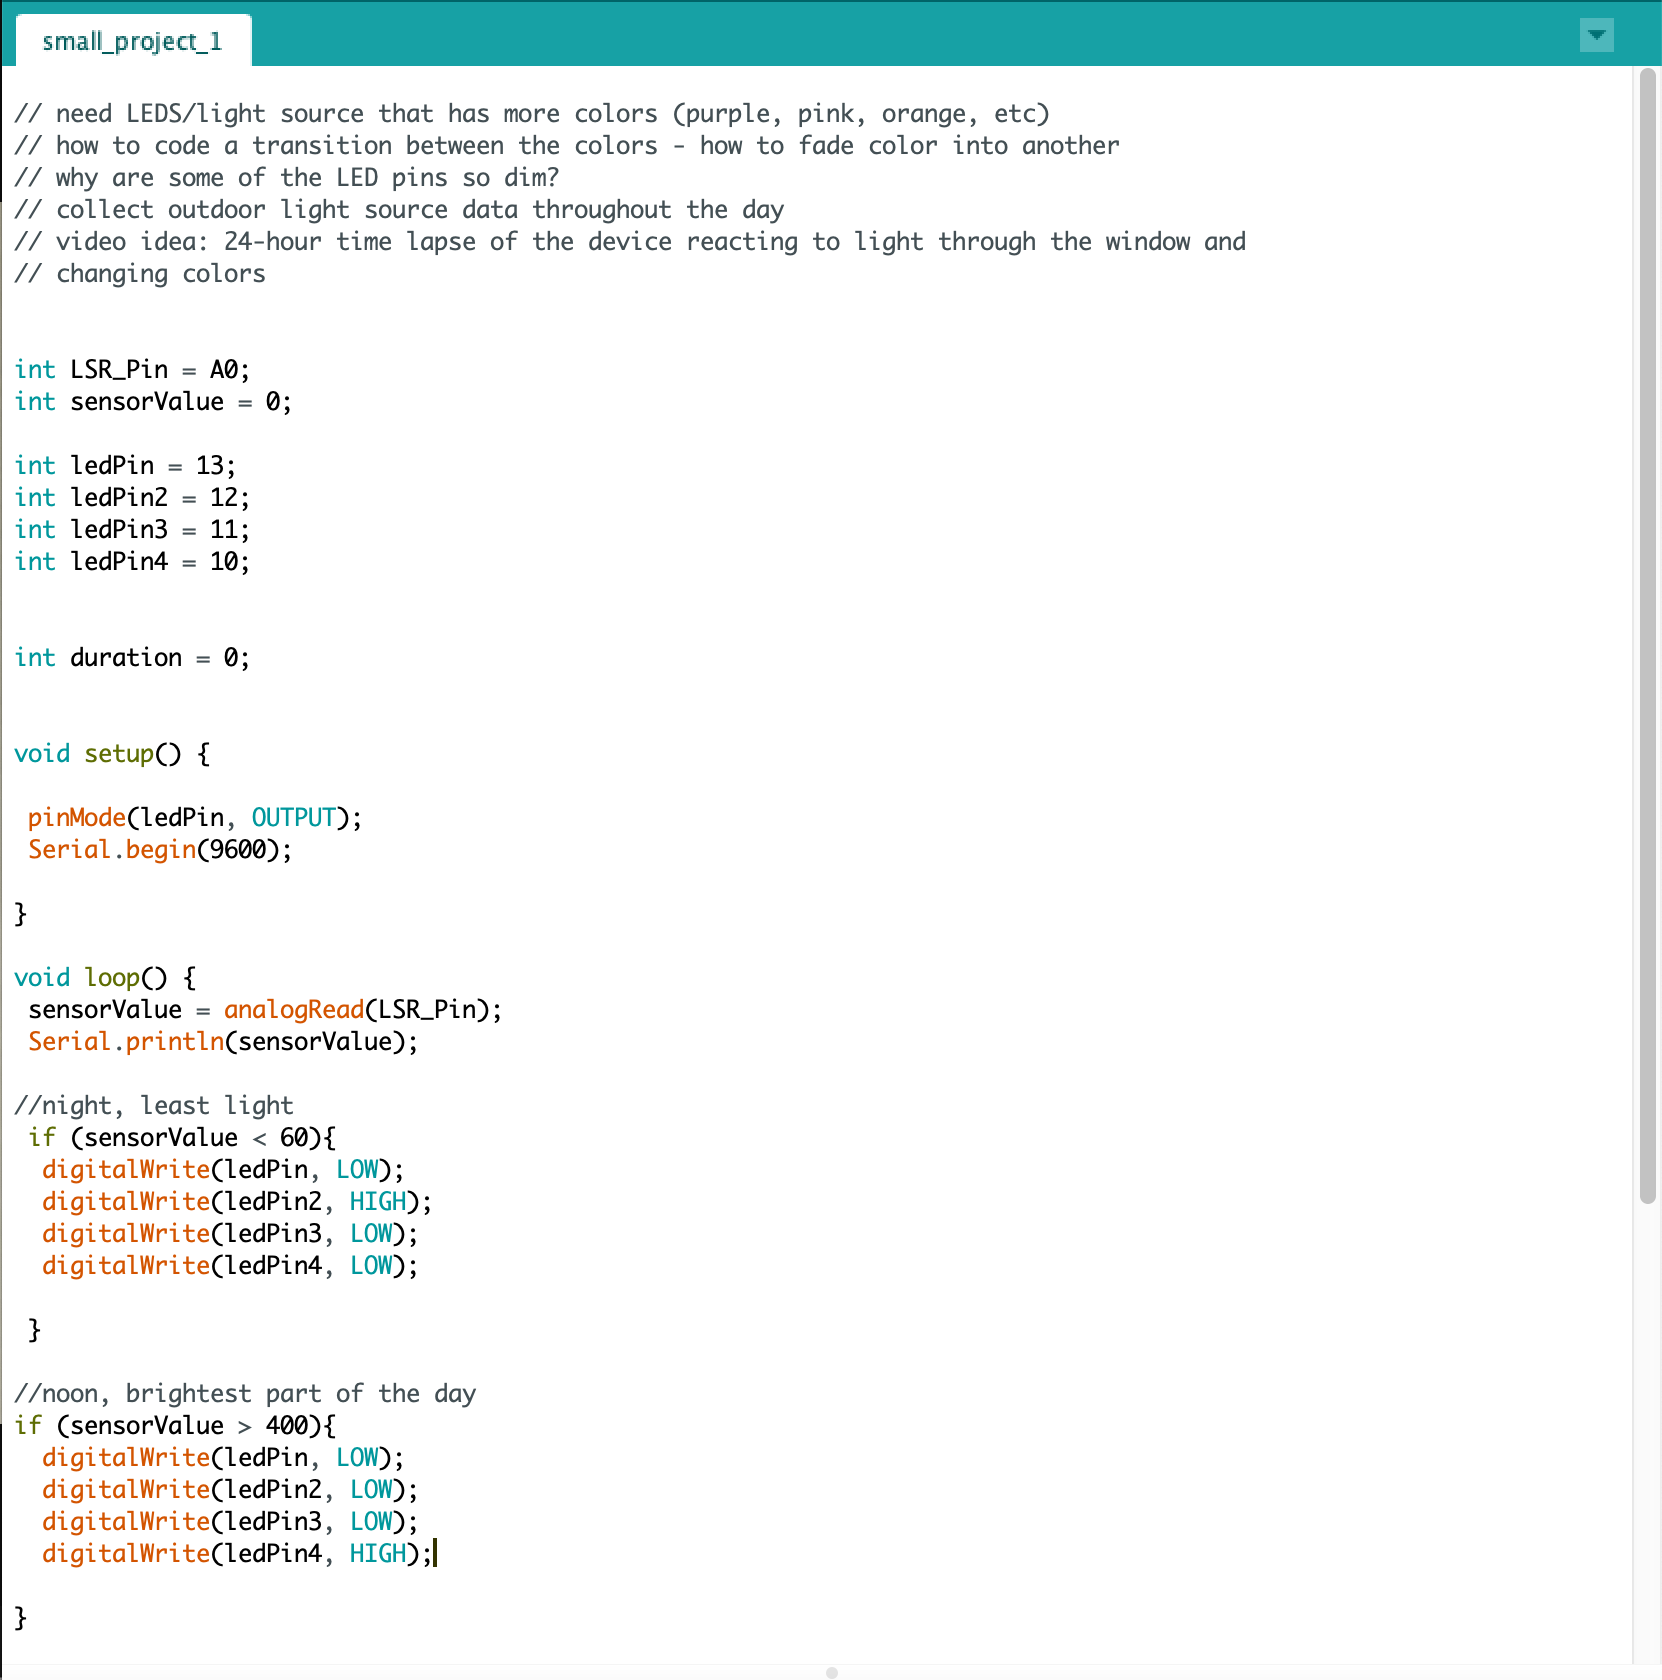 small_project_1
// need LEDS/light source that has more colors (purple, pink, orange, etc)
// how to code a transition between the colors - how to fade color into another
// why are some of the LED pins so dim?
// collect outdoor light source data throughout the day
// video idea: 24-hour time lapse of the device reacting to light through the window and
// changing colors
int LSR_Pin = A0;
int sensorValue = 0;
int ledPin = 13;
int ledPin2 = 12;
int ledPin3 = 11;
int ledPin4 = 10;
int duration = 0;
void setup() {
pinMode(ledPin, OUTPUT);
Serial.begin(9600);
}
void loop() {
sensorValue = analogRead(LSR_Pin);
Serial.println(sensorValue);
//night, least light
if (sensorValue < 60){
digitalWrite(ledPin, LOW);
digitalWrite(ledPin2, HIGH);
digitalWrite(ledPin3, LOW);
digitalWrite(ledPin4, LOW);
}
//noon, brightest part of the day
if (sensorValue > 400){
digitalWrite(ledPin, LOW);
digitalWrite(ledPin2, LOW);
digitalWrite(ledPin3, LOW);
digitalWrite(ledPin4, HIGH);
}